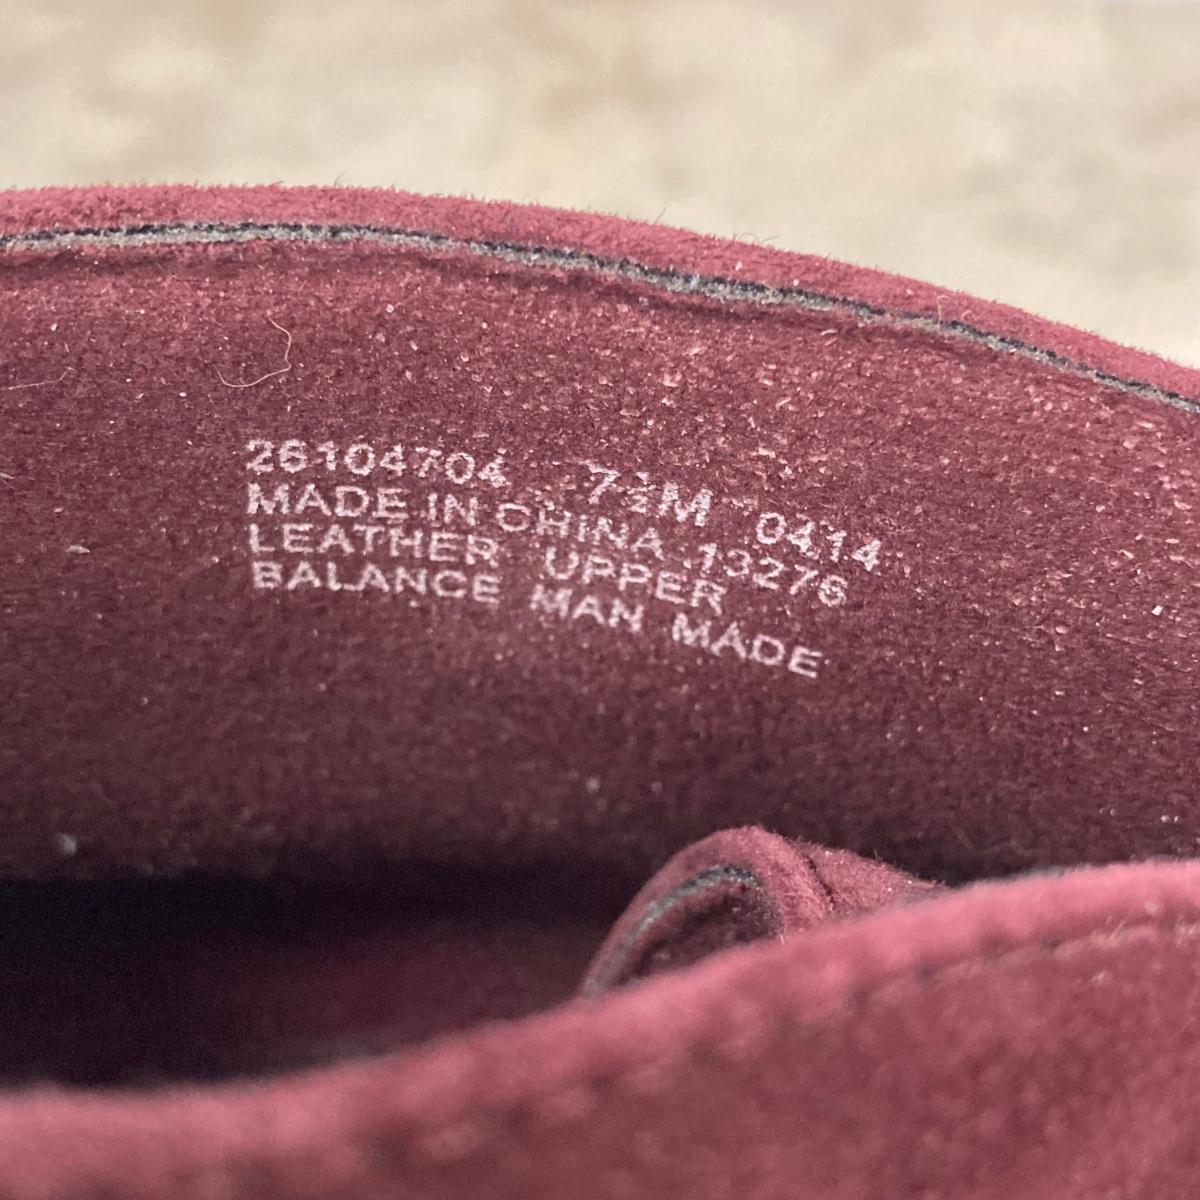 26104704 7½M 0414
MADE IN CHINA 13276
LEATHER UPPER
BALANCE MAN MADE